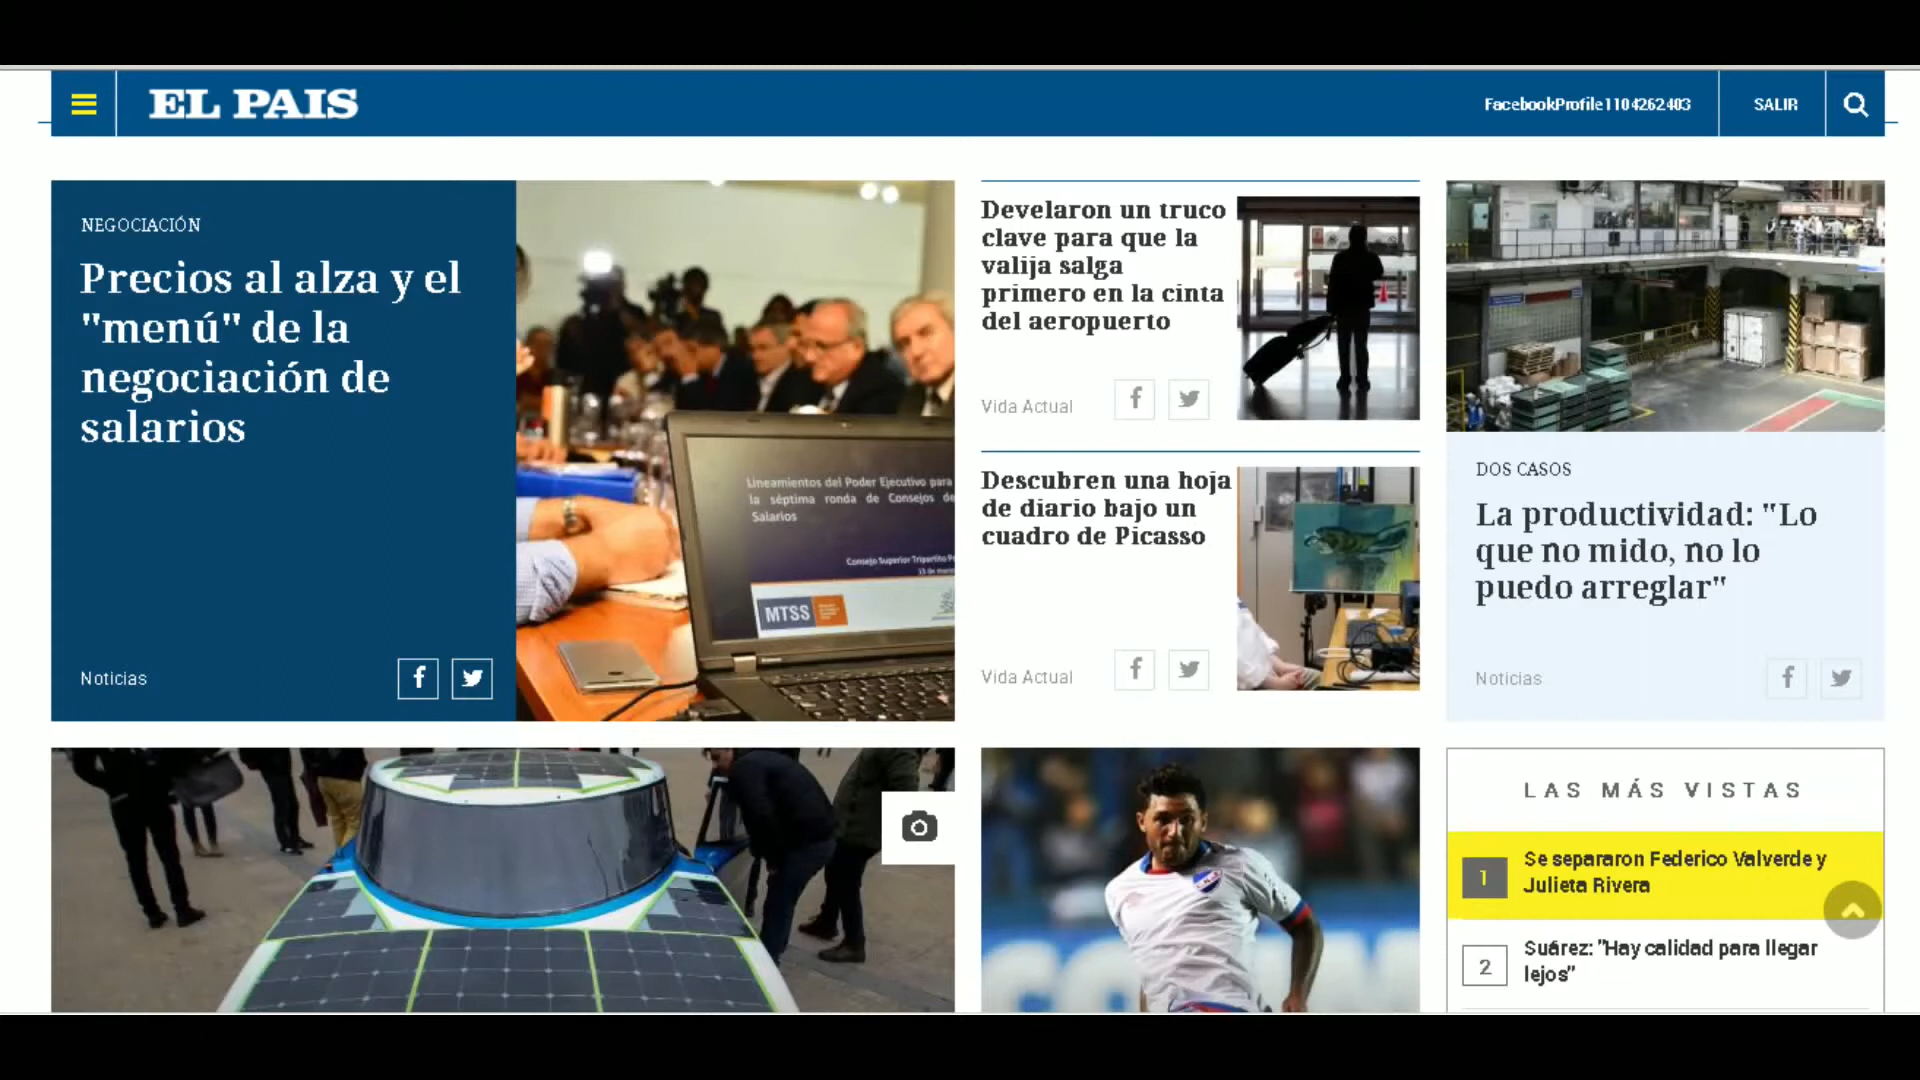 EL PAIS
FacebookProfile1104262403
SALIR
NEGOCIACIÓN
Precios al alza y el
"menú" de la
negociación de
salarios
Noticias
Lineamientos del Poder Ejecutivo para
la séptima ronda de Consejos de
Salarios
Consejo Superior Tripartito
MTSS
Develaron un truco
clave para que la
valija salga
primero en la cinta
del aeropuerto
Vida Actual
Descubren una hoja
de diario bajo un
cuadro de Picasso
Vida Actual
DOS CASOS
La productividad: "Lo
que no mido, no lo
puedo arreglar"
Noticias
LAS MÁS VISTAS
1
Se separaron Federico Valverde y
Julieta Rivera
2
Suárez: "Hay calidad para llegar
lejos"